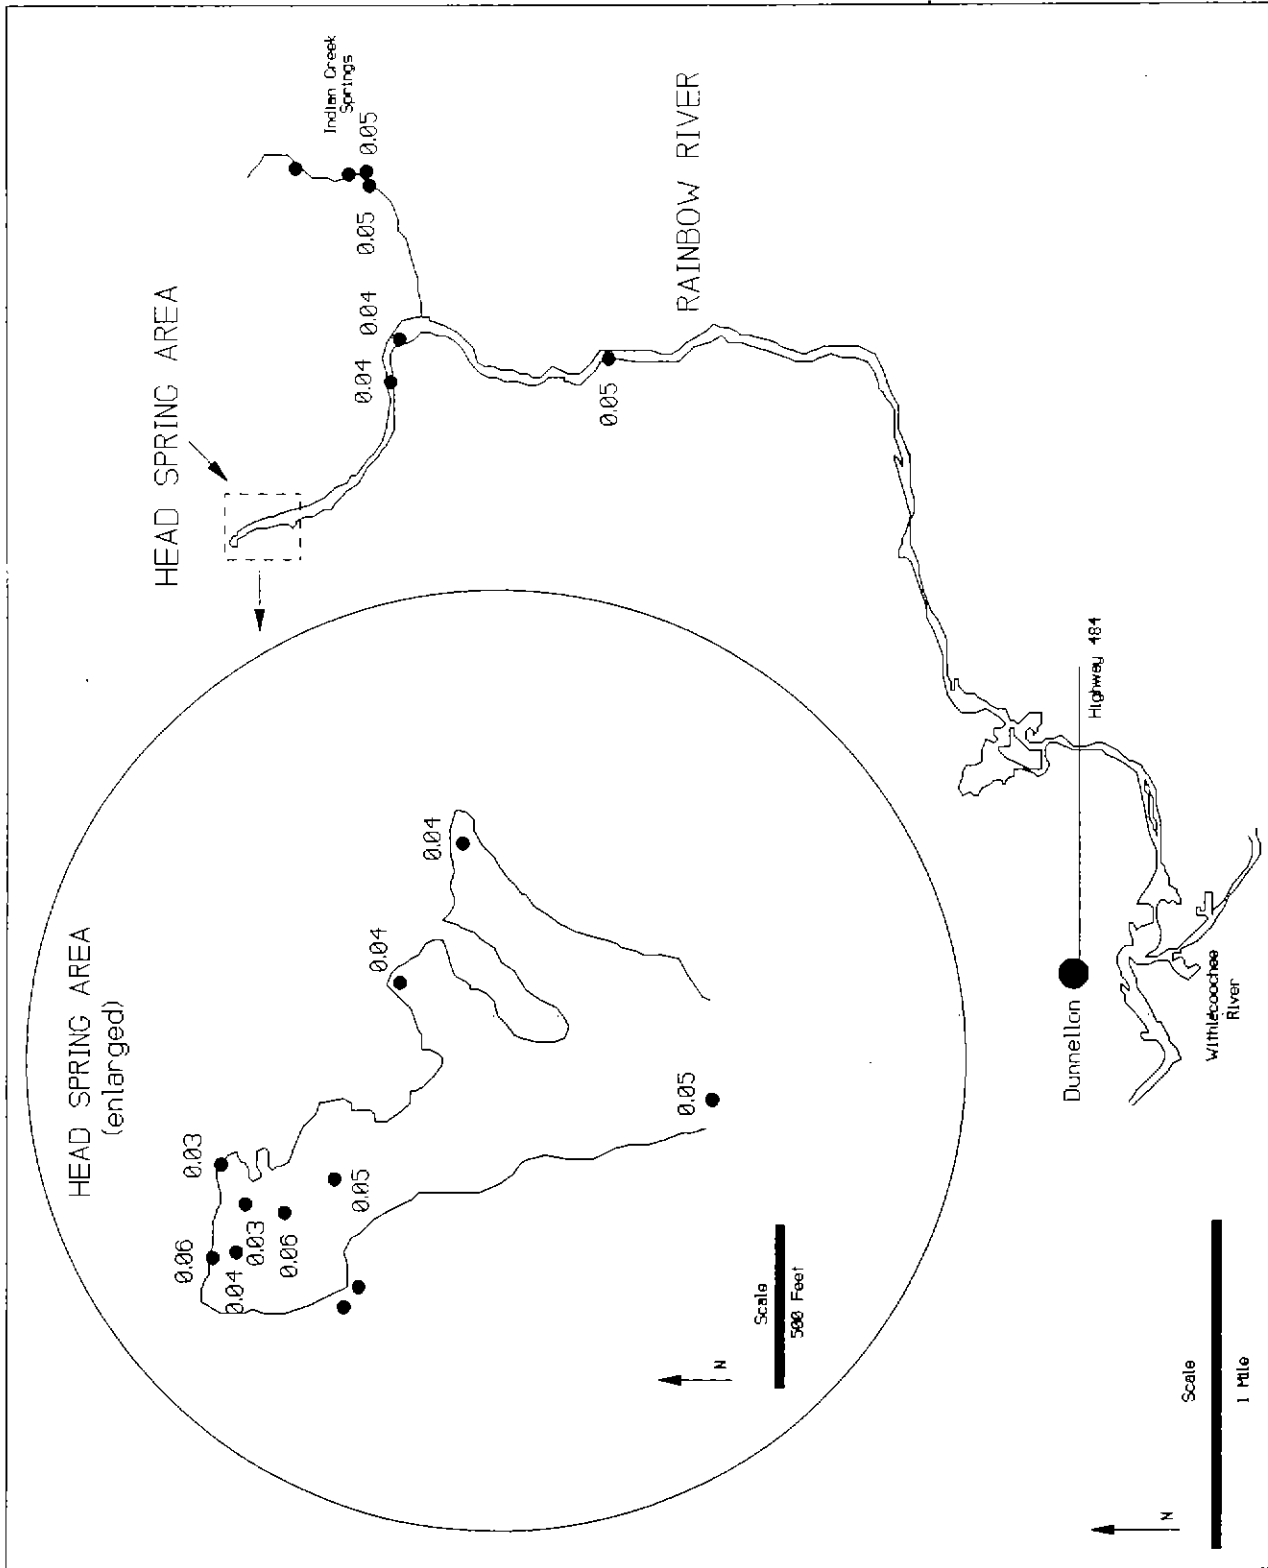 HEAD SPRING AREA
(enlarged)
0.06
0.03
0.04
0.03
0.06
0.05
0.04
0.04
0.05
Scale
500 Feet
N
HEAD SPRING AREA
Indian Creek
Springs
0.05
0.05
0.04
0.04
0.05
RAINBOW RIVER
Highway 484
Dunnellon
Withlacoochee
River
Scale
1 Mile
N